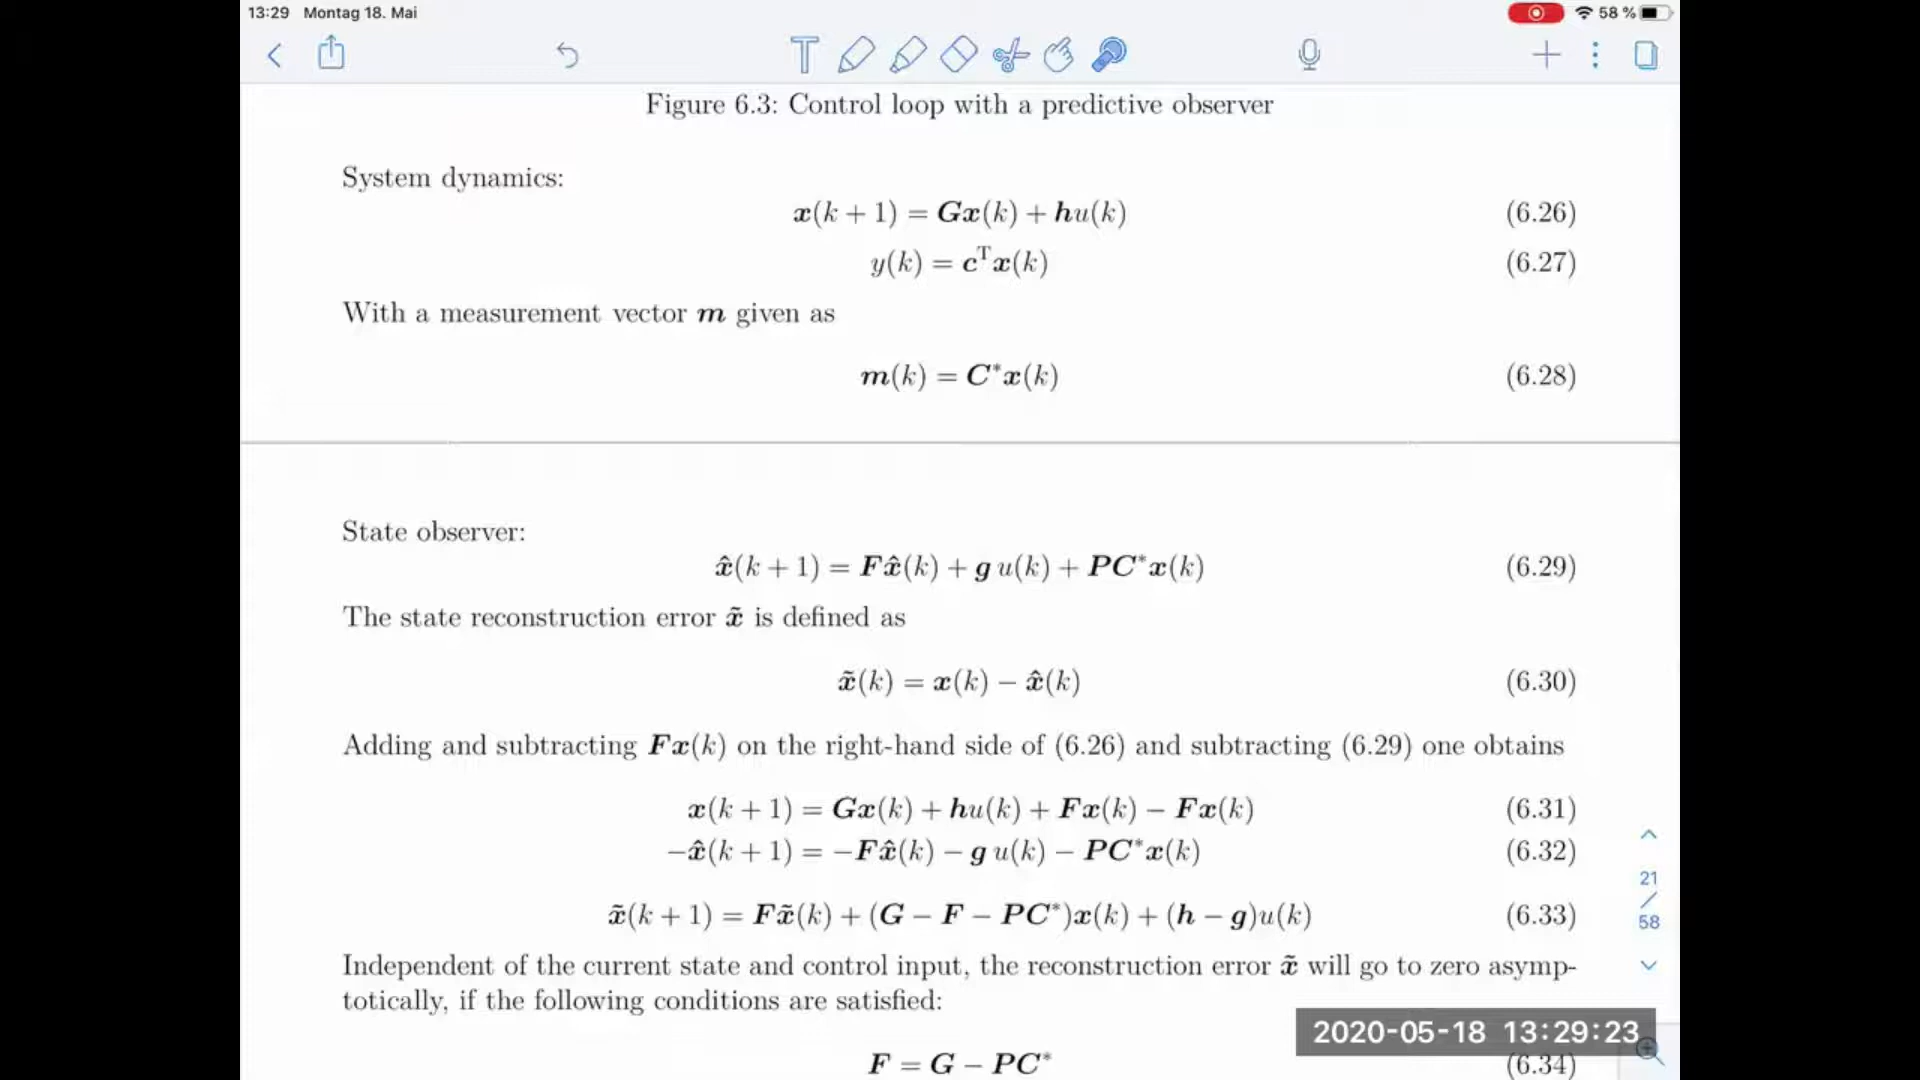 13:29 Montag 18. Mai
58 %
Figure 6.3: Control loop with a predictive observer
System dynamics:
x(k + 1) = Gx(k) + hu(k) (6.26)
y(k) = cᵀx(k) (6.27)
With a measurement vector m given as
m(k) = C*x(k) (6.28)
State observer:
x̂(k + 1) = Fx̂(k) + g u(k) + PC*x(k) (6.29)
The state reconstruction error x̃ is defined as
x̃(k) = x(k) − x̂(k) (6.30)
Adding and subtracting Fx(k) on the right-hand side of (6.26) and subtracting (6.29) one obtains
x(k + 1) = Gx(k) + hu(k) + Fx(k) − Fx(k) (6.31)
−x̂(k + 1) = −Fx̂(k) − g u(k) − PC*x(k) (6.32)
x̃(k + 1) = Fx̃(k) + (G − F − PC*)x(k) + (h − g)u(k) (6.33)
21
/
58
Independent of the current state and control input, the reconstruction error x̃ will go to zero asymp-
totically, if the following conditions are satisfied:
2020-05-18 13:29:23
F = G − PC* (6.34)